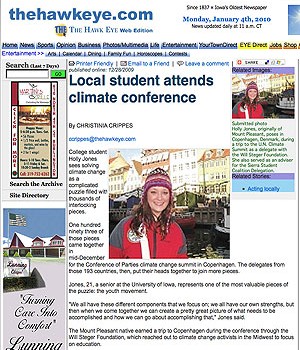 thehawkeye.com
Since 1837 • Iowa's Oldest Newspaper
THE HAWK EYE WEB EDITION
Monday, January 4th, 2010
News updated daily at 11 a.m. CT
Home News Sports Opinion Business Photos/Multimedia Life Entertainment YourTownDirect EYE Direct Jobs Shop
Entertainment >> Arts | Family | Horoscopes | Contests
Search (Last 7 Days)
GO
Search the Archive
Site Directory
Lunning
"Turning
Care Into
Comfort"
Lunning
Printer Friendly | Email to a Friend | Leave a comment
published online: 12/28/2009
Local student attends
climate conference
By CHRISTINIA CRIPPES
ccrippes@thehawkeye.com
College student
Holly Jones
sees solving
climate change
as a
complicated
puzzle filled with
thousands of
interlocking
pieces.
One hundred
ninety three of
those pieces
came together
in
mid-December
for the Conference of Parties climate change summit in Copenhagen. The delegates from
those 193 countries, then, put their heads together to join more pieces.
Jones, 21, a senior at the University of Iowa, represents one of the most valuable pieces of
the puzzle: the youth movement.
"We all have these different components that we focus on; we all have our own strengths, but
then when we come together we can create a pretty great picture of what needs to be
accomplished and how we can go about accomplishing that goal," Jones said.
The Mount Pleasant native earned a trip to Copenhagen during the conference through the
Will Steger Foundation, which reached out to climate change activists in the Midwest to focus
on education.
Related Images:
Submitted photo
Holly Jones, originally of
Mount Pleasant, poses in
Copenhagen, Denmark, during
a trip to the U.N. Climate
Summit as a delegate with
the Will Steger Foundation.
She also served as an adviser
for the Sierra Student
Coalition Delegation.
Related Stories:
Acting locally